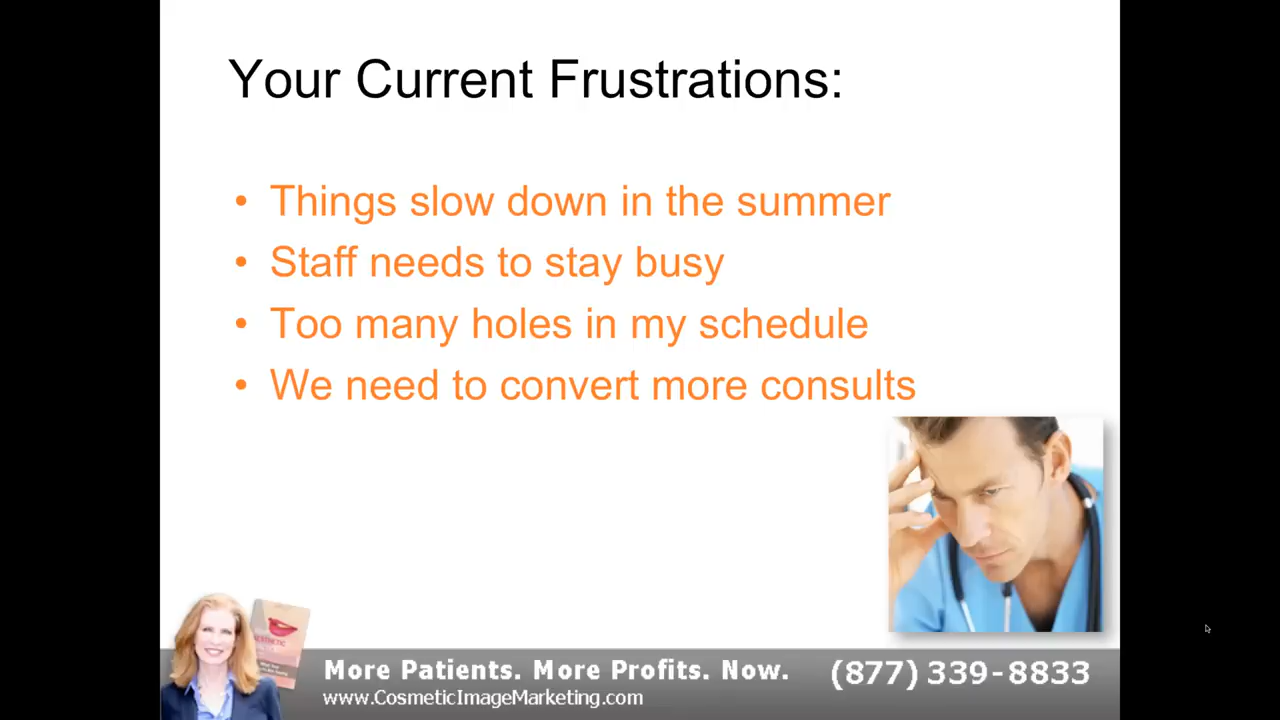 Your Current Frustrations:
• Things slow down in the summer
• Staff needs to stay busy
• Too many holes in my schedule
• We need to convert more consults
More Patients. More Profits. Now.
(877) 339-8833
www.CosmeticImageMarketing.com